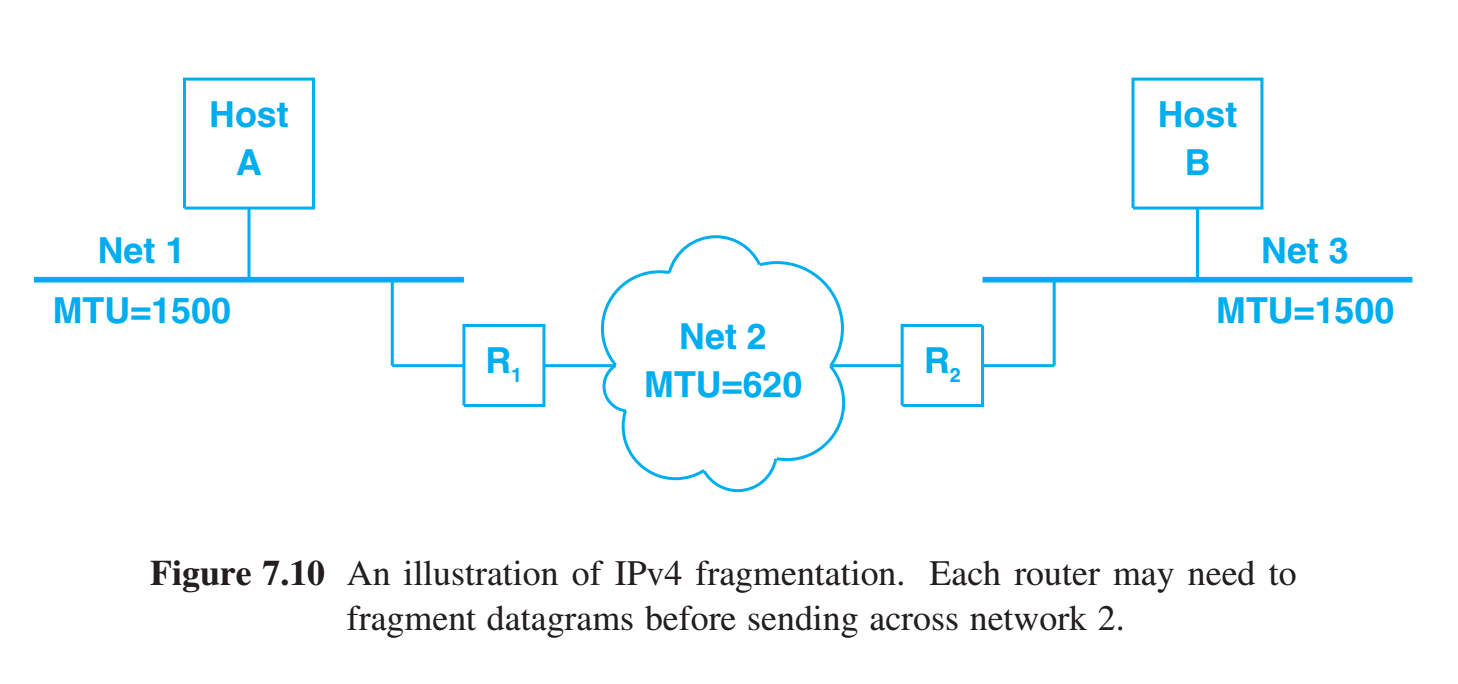 Host
A
Host
B
Net 1
Net 3
MTU=1500
MTU=1500
Net 2
MTU=620
R1
R2
Figure 7.10 An illustration of IPv4 fragmentation. Each router may need to
fragment datagrams before sending across network 2.